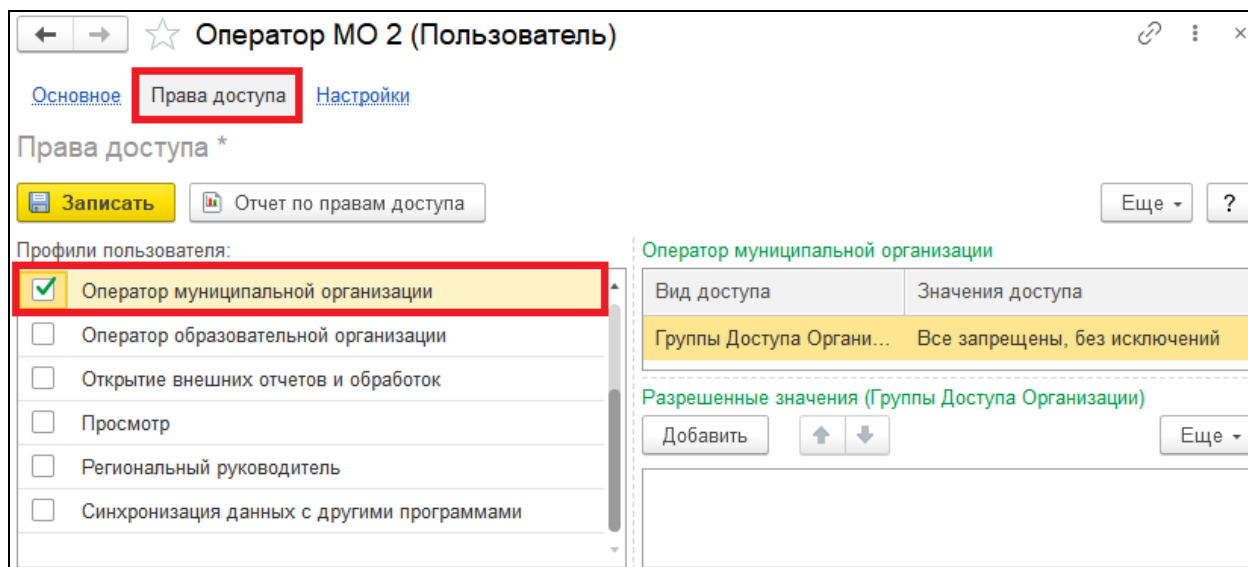 Оператор МО 2 (Пользователь)
Основное Права доступа Настройки
Права доступа *
Записать Отчет по правам доступа Еще ?
Профили пользователя:
Оператор муниципальной организации
Оператор образовательной организации
Открытие внешних отчетов и обработок
Просмотр
Региональный руководитель
Синхронизация данных с другими программами
Оператор муниципальной организации
Вид доступа Значения доступа
Группы Доступа Органи... Все запрещены, без исключений
Разрешенные значения (Группы Доступа Организации)
Добавить Еще